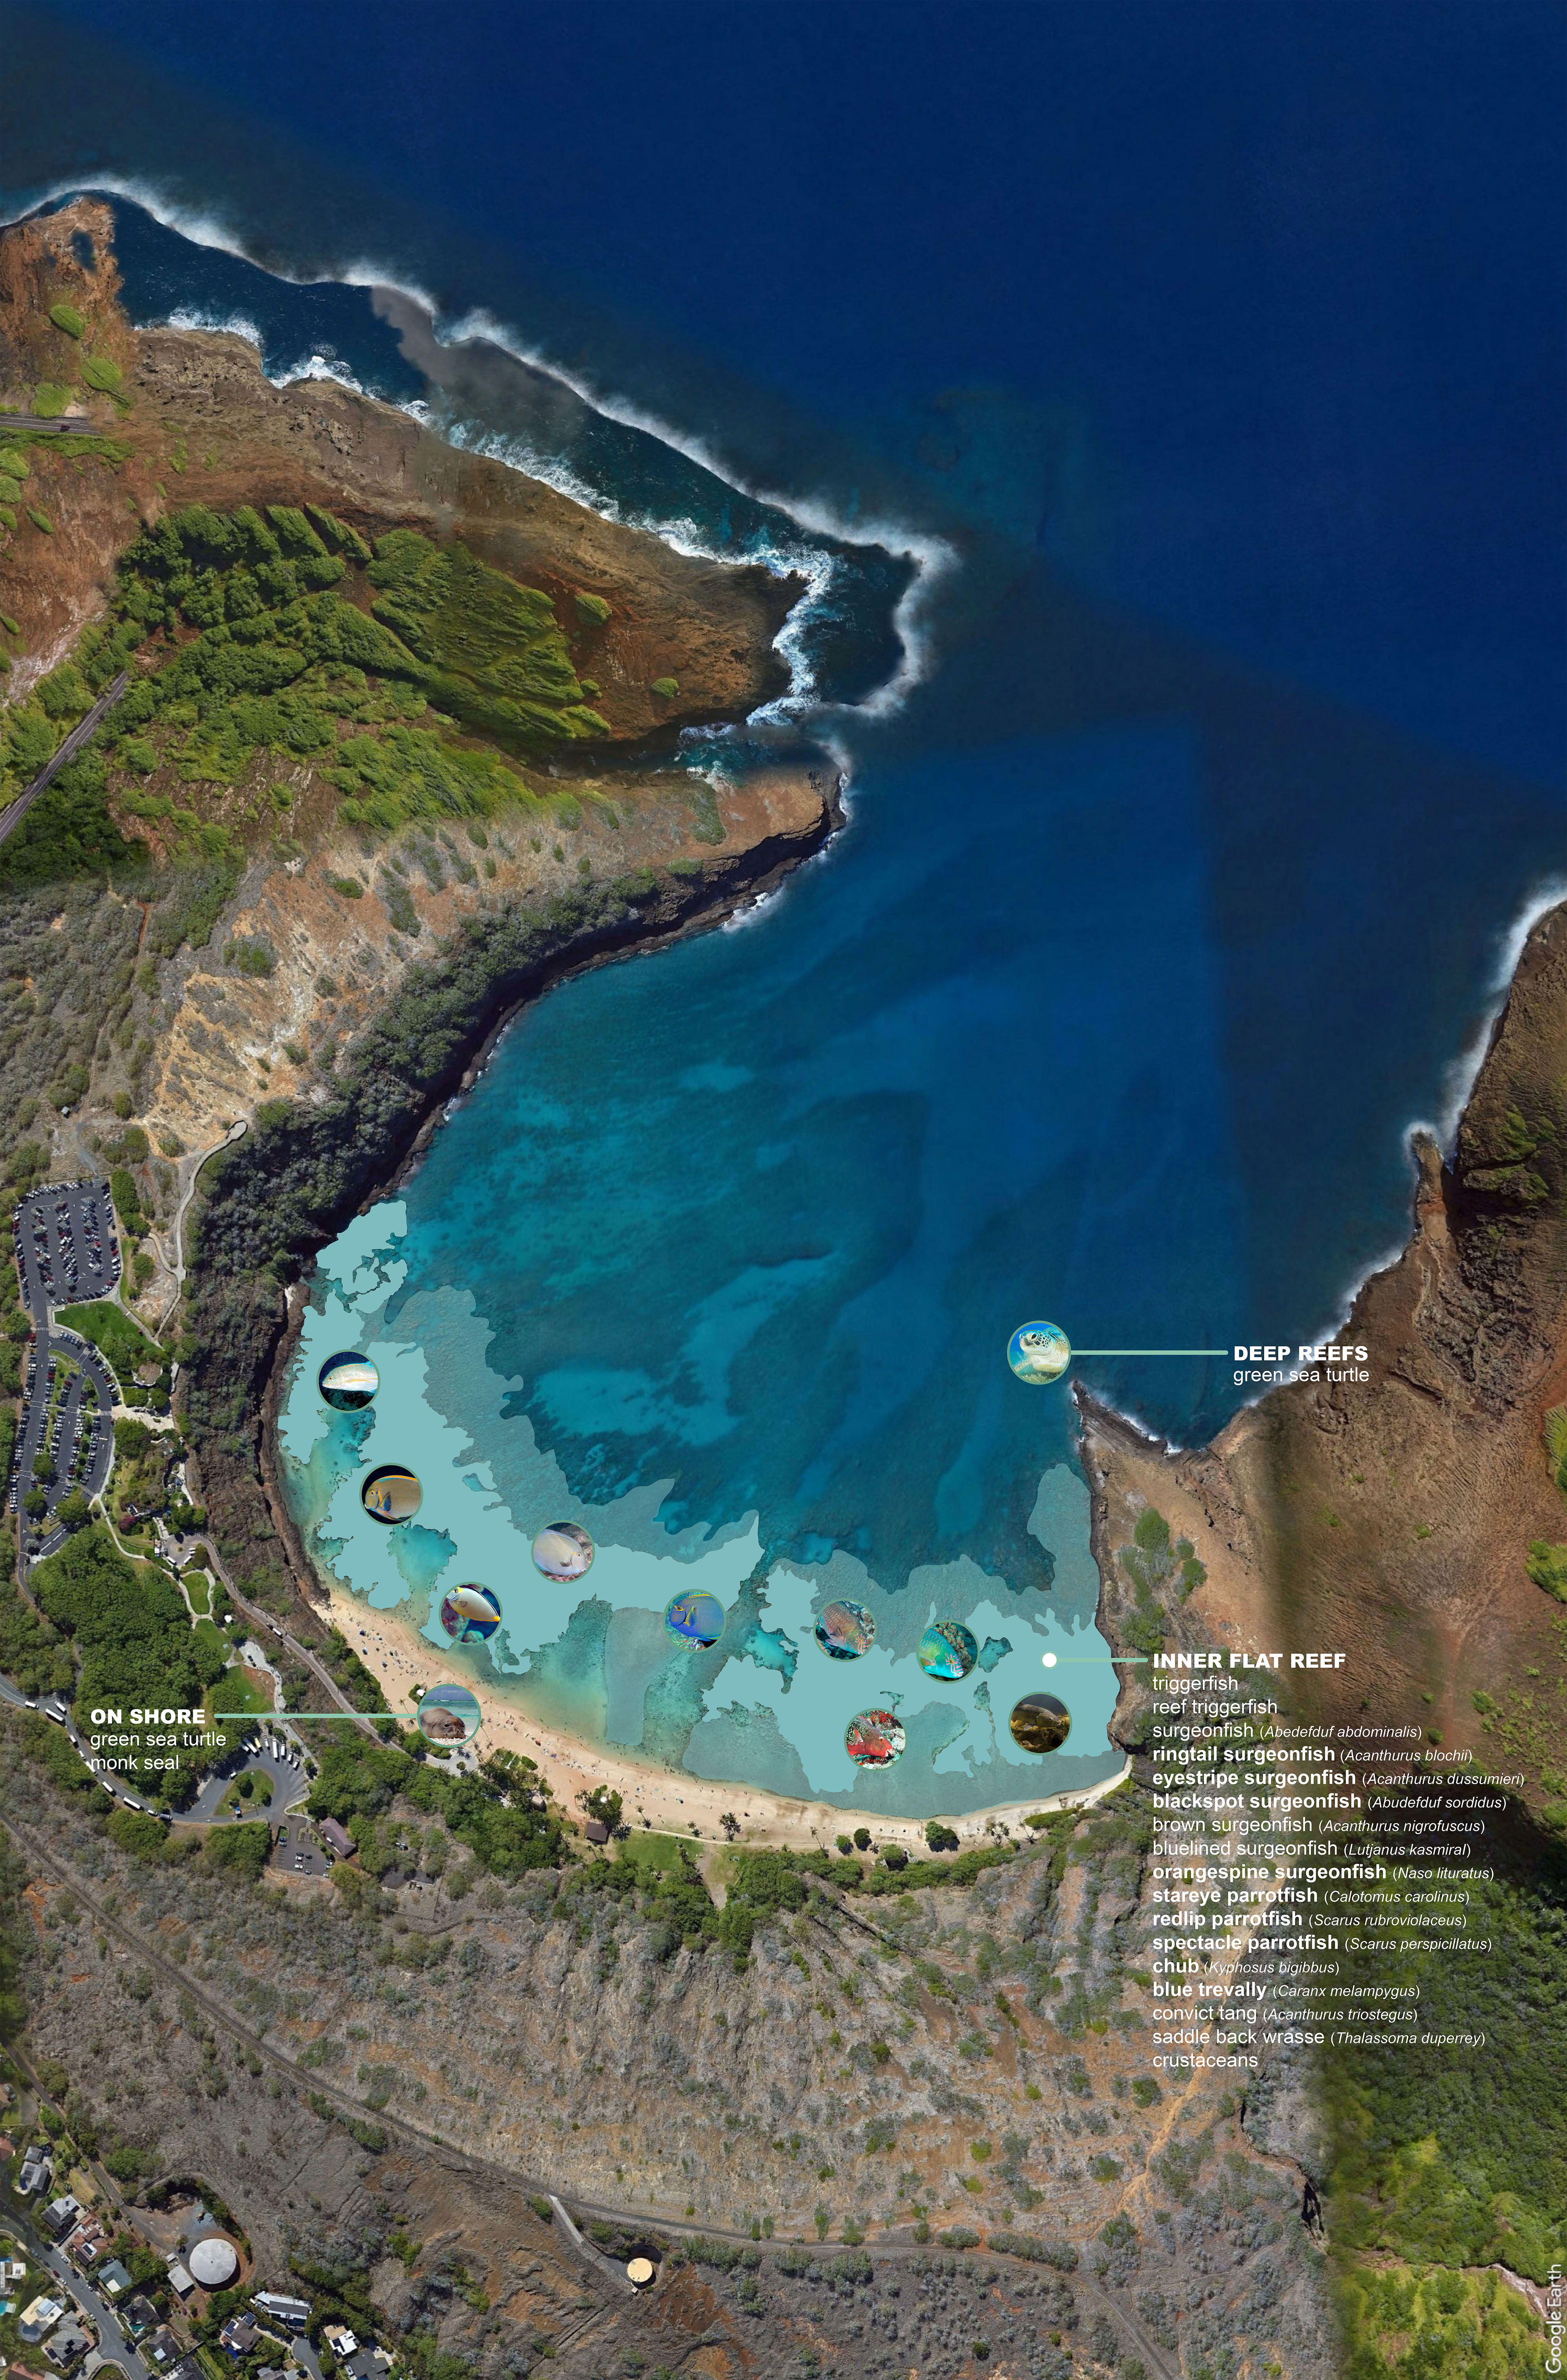 DEEP REEFS
green sea turtle
INNER FLAT REEF
triggerfish
reef triggerfish
surgeonfish (Abedefduf abdominalis)
ringtail surgeonfish (Acanthurus blochii)
eyestripe surgeonfish (Acanthurus dussumieri)
blackspot surgeonfish (Abudefduf sordidus)
brown surgeonfish (Acanthurus nigrofuscus)
bluelined surgeonfish (Lutjanus kasmiral)
orangespine surgeonfish (Naso lituratus)
stareye parrotfish (Calotomus carolinus)
redlip parrotfish (Scarus rubroviolaceus)
spectacle parrotfish (Scarus perspicillatus)
chub (Kyphosus bigibbus)
blue trevally (Caranx melampygus)
convict tang (Acanthurus triostegus)
saddle back wrasse (Thalassoma duperrey)
crustaceans
ON SHORE
green sea turtle
monk seal
Google Earth